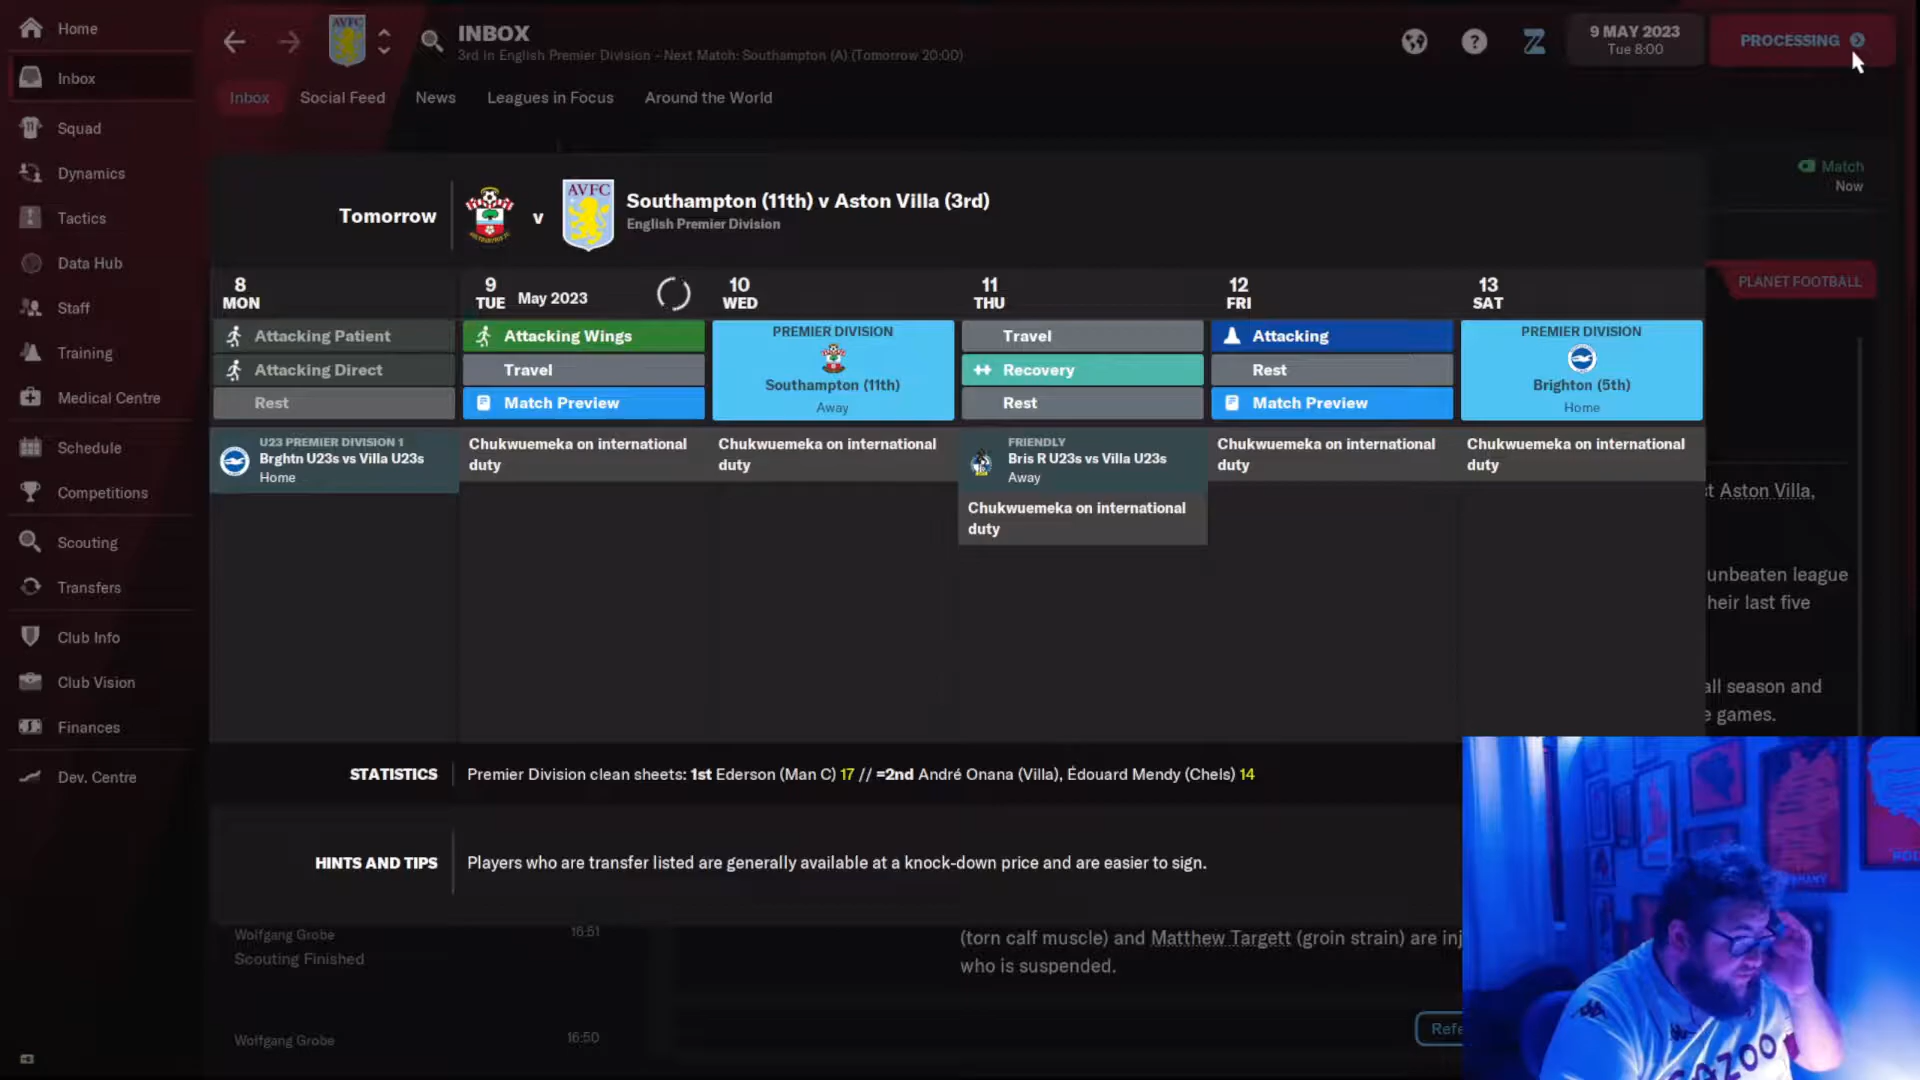 Home
Inbox
Squad
Dynamics
Tactics
Data Hub
Staff
Training
Medical Centre
Schedule
Competitions
Scouting
Transfers
Club Info
Club Vision
Finances
Dev. Centre
AVFC
INBOX
3rd in English Premier Division - Next Match: Southampton (A) (Tomorrow 20:00)
9 MAY 2023
Tue 8:00
PROCESSING
Inbox
Social Feed
News
Leagues in Focus
Around the World
Match
Now
PLANET FOOTBALL
Tomorrow
v
AVFC
Southampton (11th) v Aston Villa (3rd)
English Premier Division
8
MON
9
TUE
May 2023
10
WED
11
THU
12
FRI
13
SAT
Attacking Patient
Attacking Direct
Rest
Attacking Wings
Travel
Match Preview
PREMIER DIVISION
Southampton (11th)
Away
Travel
Recovery
Rest
Attacking
Rest
Match Preview
PREMIER DIVISION
Brighton (5th)
Home
U23 PREMIER DIVISION 1
Brghtn U23s vs Villa U23s
Home
Chukwuemeka on international
duty
Chukwuemeka on international
duty
FRIENDLY
Bris R U23s vs Villa U23s
Away
Chukwuemeka on international
duty
Chukwuemeka on international
duty
Chukwuemeka on international
duty
t Aston Villa,
unbeaten league
heir last five
all season and
games.
STATISTICS
Premier Division clean sheets: 1st Ederson (Man C) 17 // =2nd André Onana (Villa), Édouard Mendy (Chels) 14
HINTS AND TIPS
Players who are transfer listed are generally available at a knock-down price and are easier to sign.
Wolfgang Grobe
16:51
Scouting Finished
Wolfgang Grobe
16:50
(torn calf muscle) and Matthew Targett (groin strain) are inj
who is suspended.
Refe